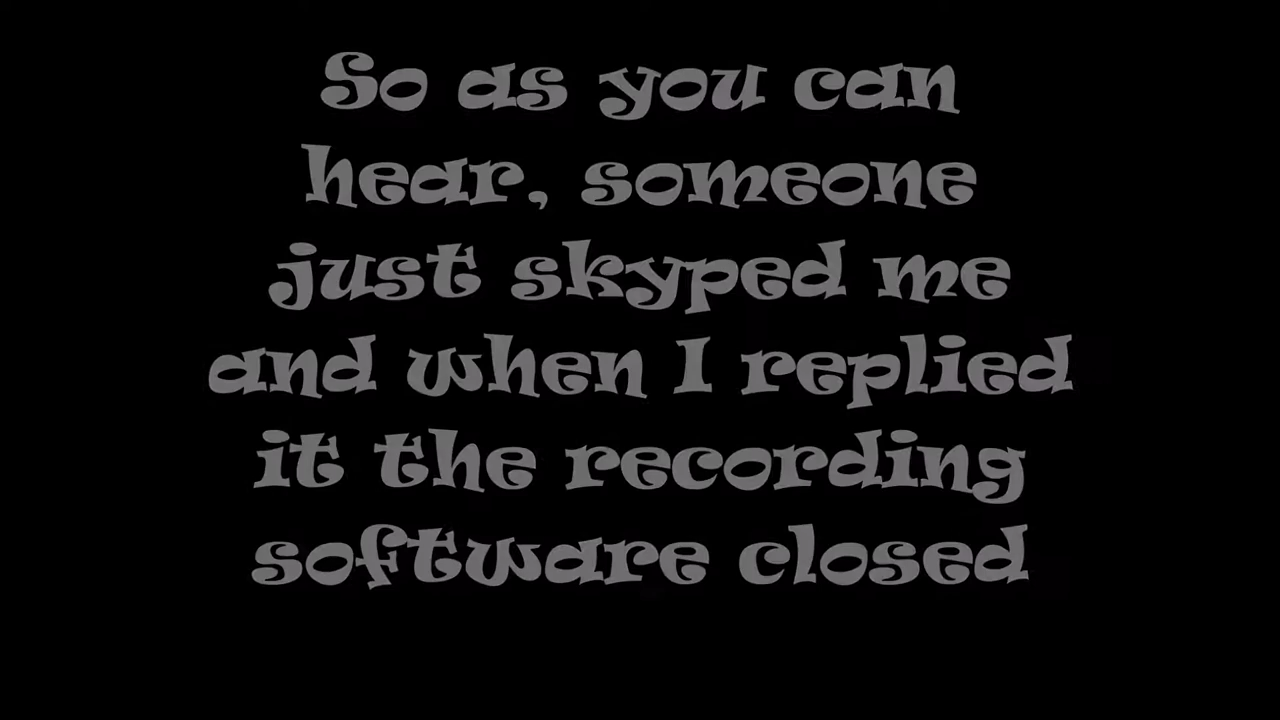 So as you can
hear, someone
just skyped me
and when I replied
it the recording
software closed